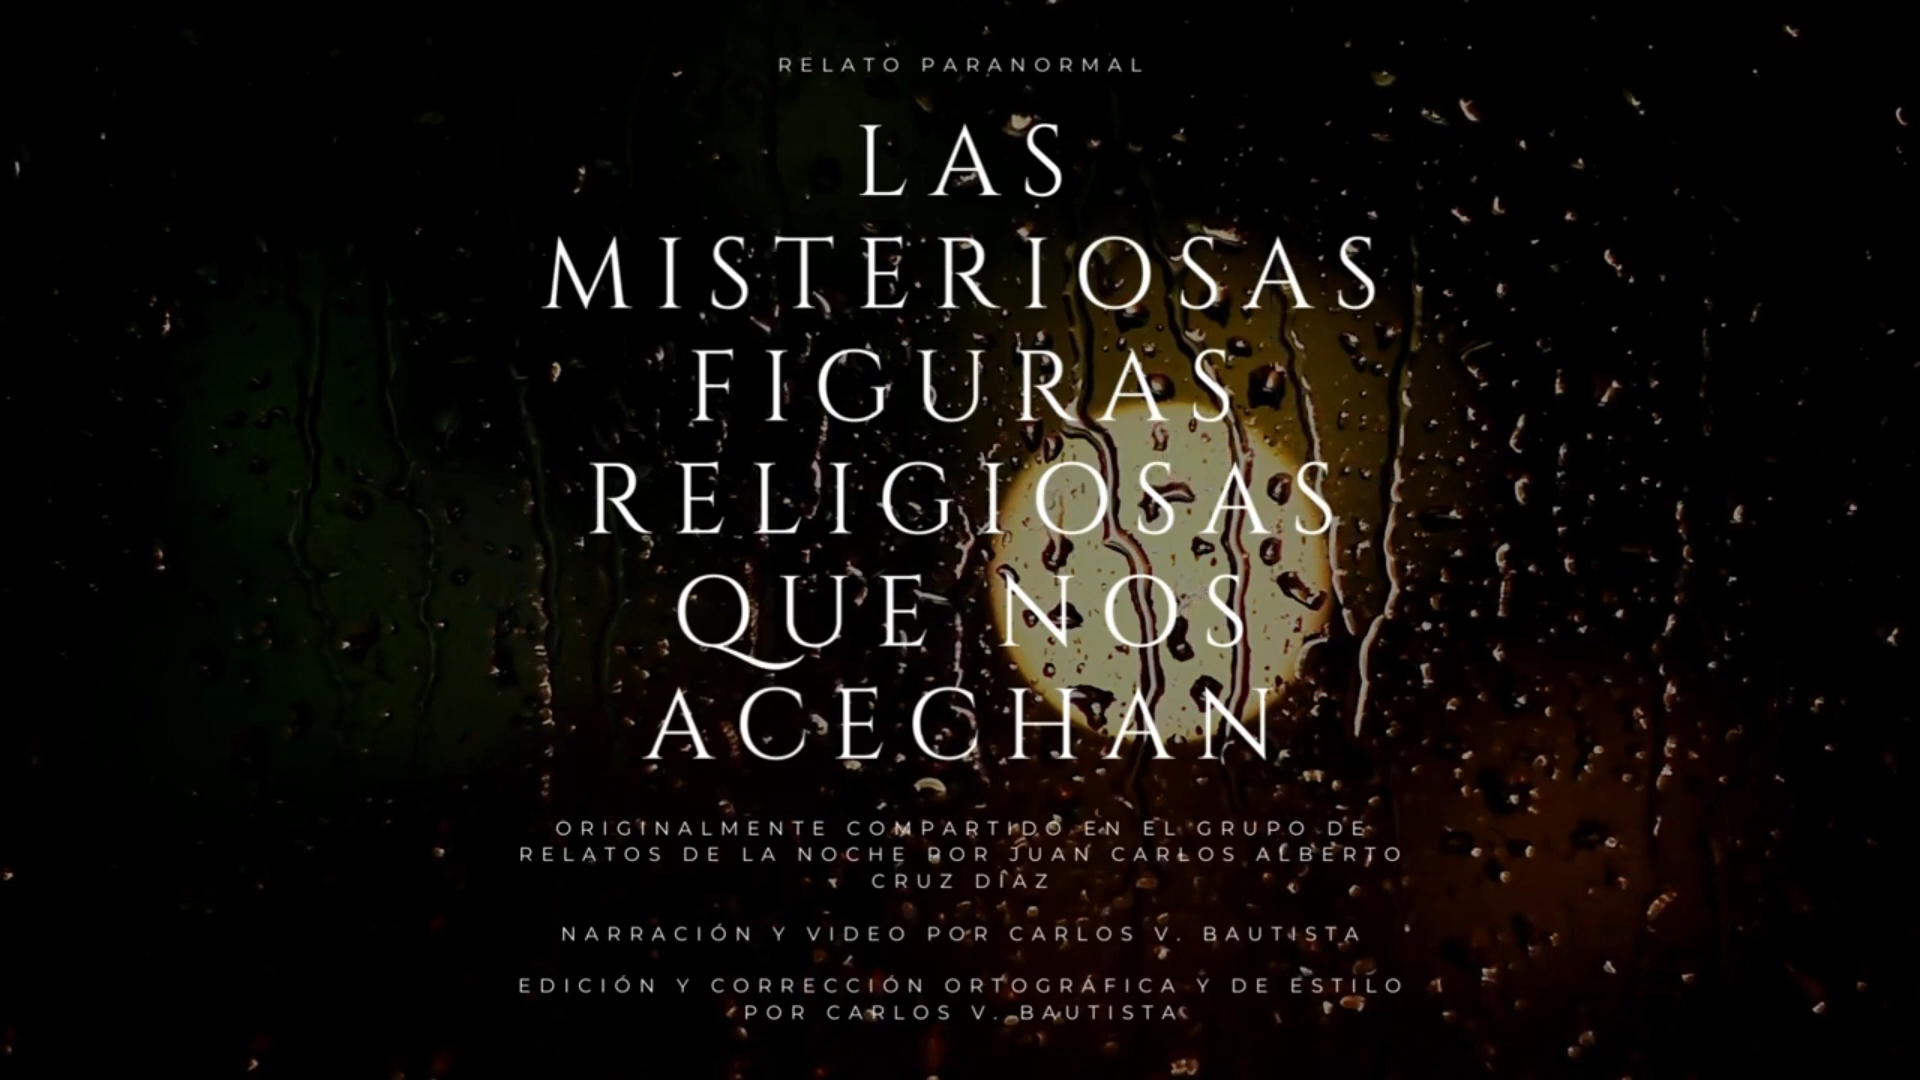 RELATO PARANORMAL
LAS
MISTERIOSAS
FIGURAS
RELIGIOSAS
QUE NOS
ACECHAN
ORIGINALMENTE COMPARTIDO EN EL GRUPO DE
RELATOS DE LA NOCHE POR JUAN CARLOS ALBERTO
CRUZ DÍAZ
NARRACIÓN Y VIDEO POR CARLOS V. BAUTISTA
EDICIÓN Y CORRECCIÓN ORTOGRÁFICA Y DE ESTILO
POR CARLOS V. BAUTISTA